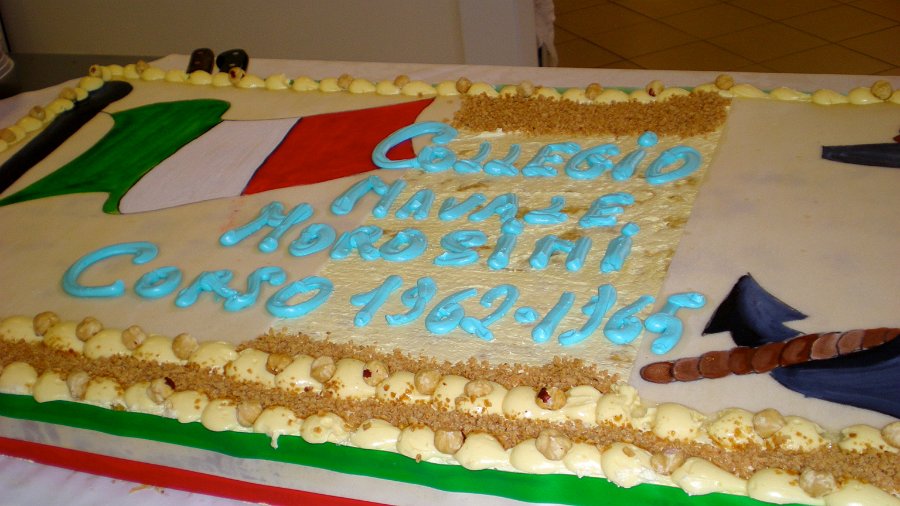 Collegio
Navale
Morosini
Corso 1962-1965